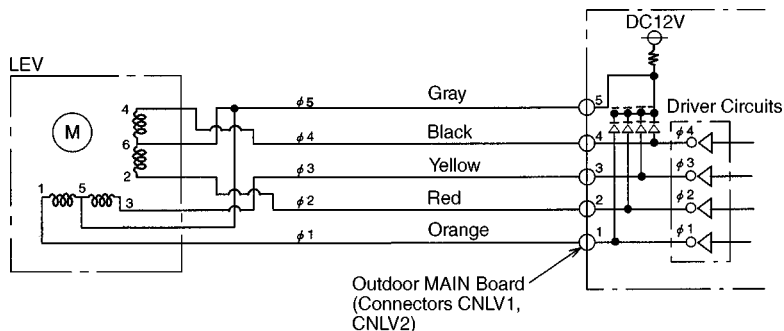 DC12V
LEV
M
4
6
2
1
5
3
ϕ5
Gray
5
Driver Circuits
ϕ4
Black
4
ϕ4
ϕ3
Yellow
3
ϕ3
ϕ2
Red
2
ϕ2
ϕ1
Orange
1
ϕ1
Outdoor MAIN Board
(Connectors CNLV1,
CNLV2)